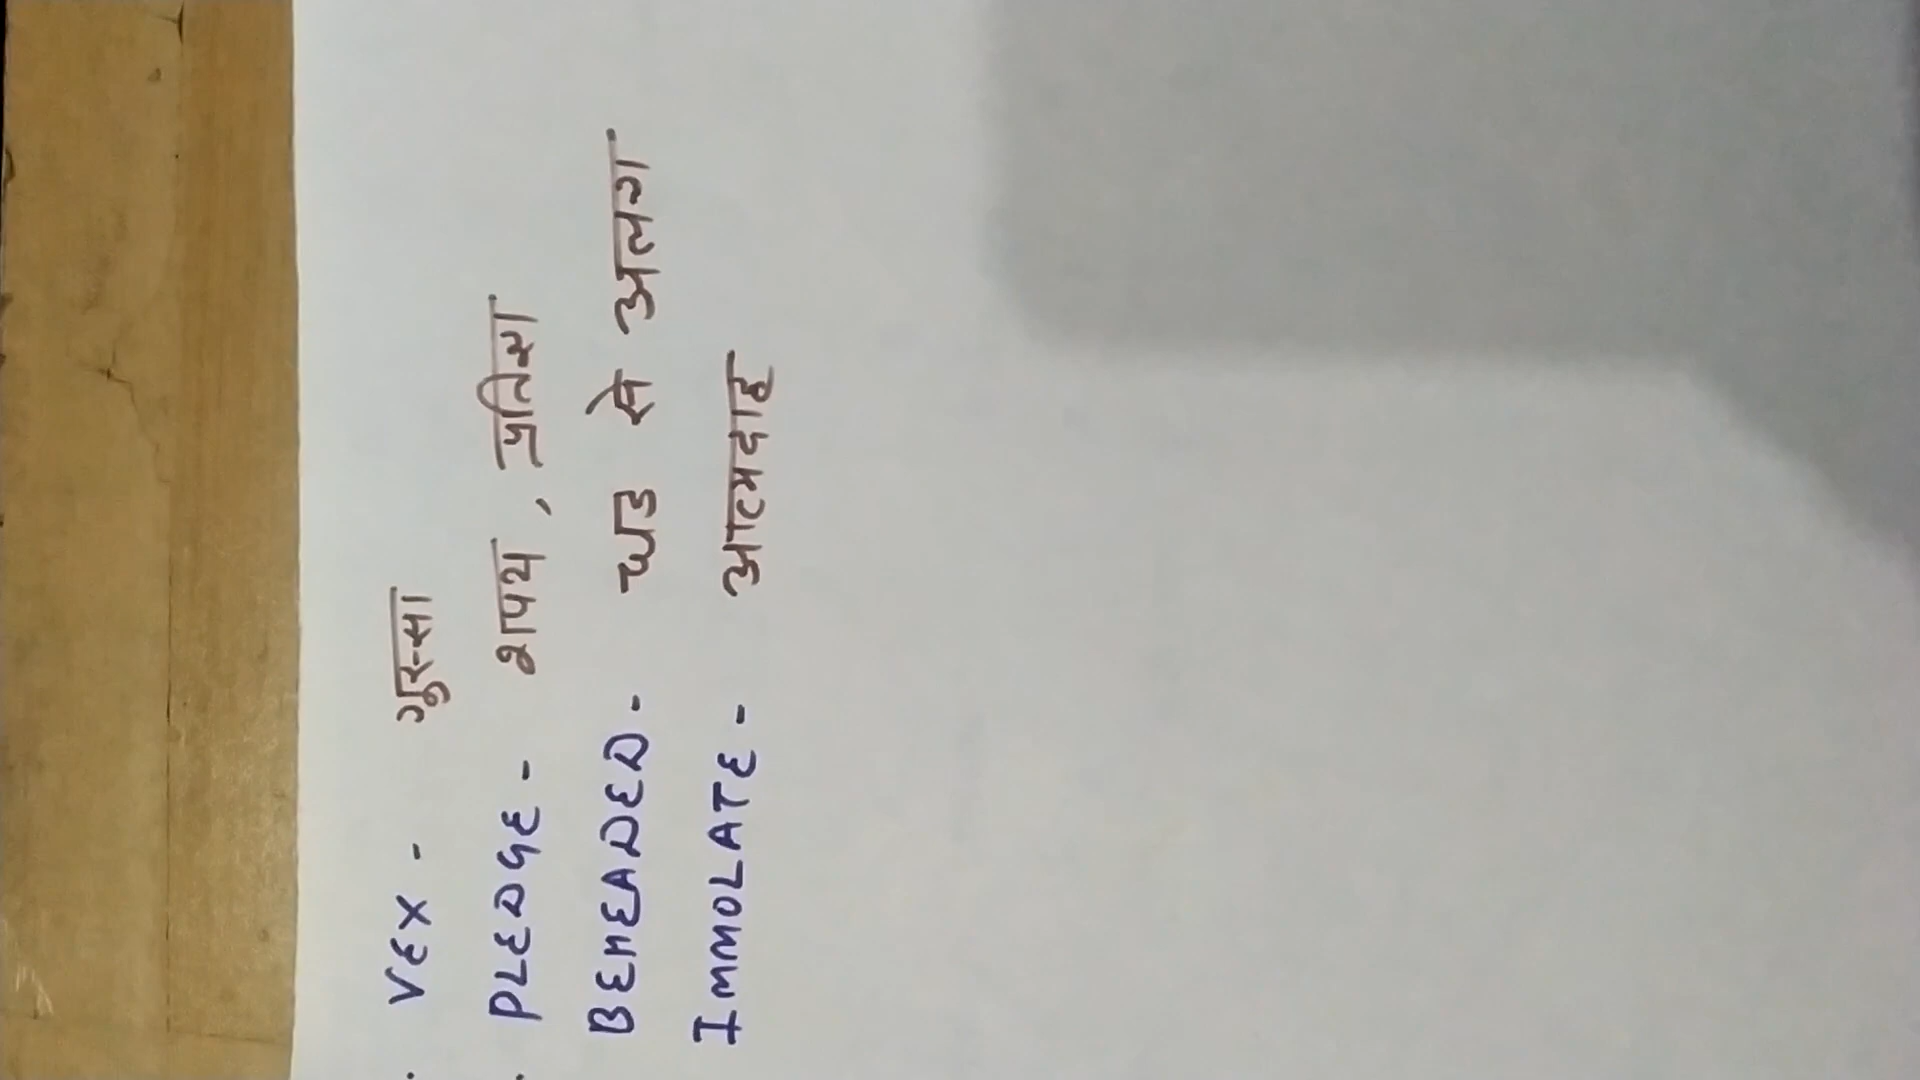 . VEX - गुस्सा
. PLEDGE - शपथ, प्रतिज्ञा
BEHEADED - धड से अलग
IMMOLATE - आत्मदाह